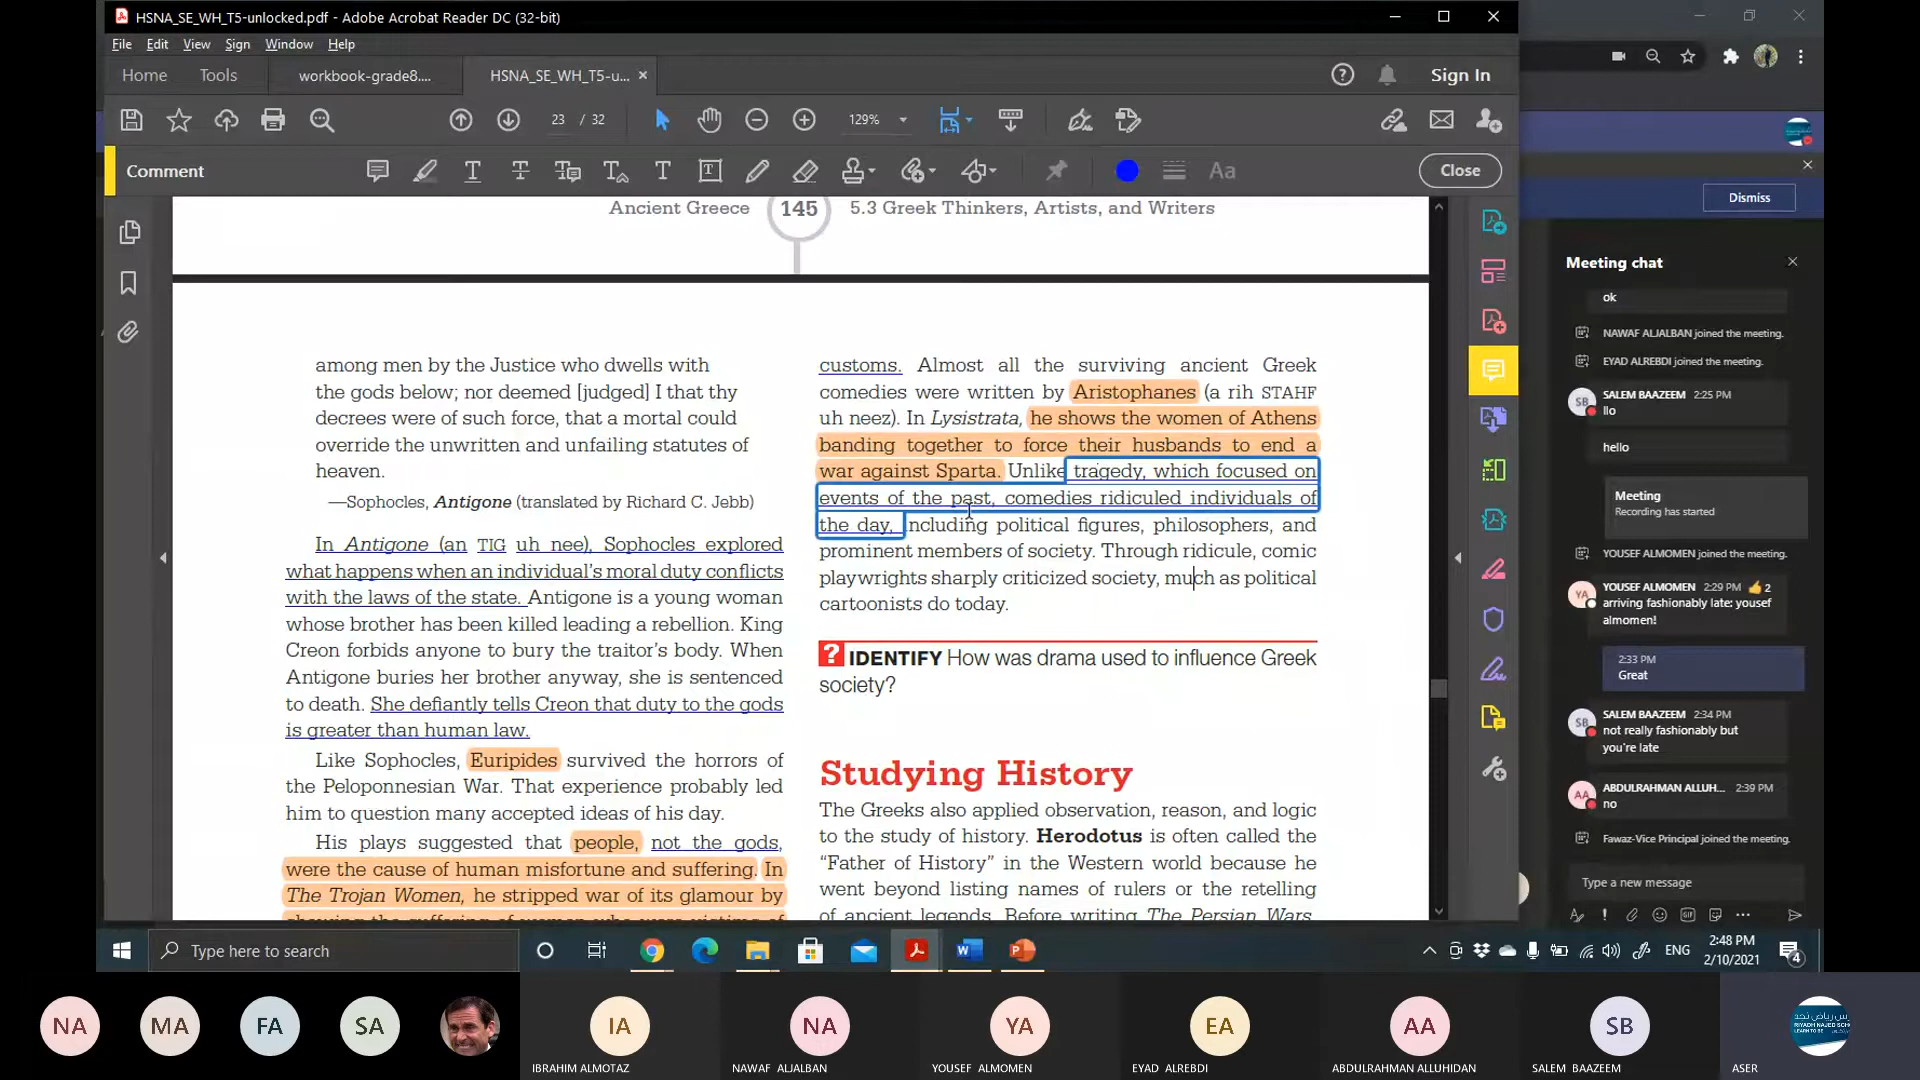 HSNA_SE_WH_T5-unlocked.pdf - Adobe Acrobat Reader DC (32-bit)
File Edit View Sign Window Help
Home Tools workbook-grade8.... HSNA_SE_WH_T5-u... Sign In
23 / 32 129%
Comment Close
Ancient Greece 145 5.3 Greek Thinkers, Artists, and Writers
among men by the Justice who dwells with
the gods below; nor deemed [judged] I that thy
decrees were of such force, that a mortal could
override the unwritten and unfailing statutes of
heaven.
—Sophocles, Antigone (translated by Richard C. Jebb)
In Antigone (an TIG uh nee), Sophocles explored
what happens when an individual's moral duty conflicts
with the laws of the state. Antigone is a young woman
whose brother has been killed leading a rebellion. King
Creon forbids anyone to bury the traitor's body. When
Antigone buries her brother anyway, she is sentenced
to death. She defiantly tells Creon that duty to the gods
is greater than human law.
Like Sophocles, Euripides survived the horrors of
the Peloponnesian War. That experience probably led
him to question many accepted ideas of his day.
His plays suggested that people, not the gods,
were the cause of human misfortune and suffering. In
The Trojan Women, he stripped war of its glamour by
customs. Almost all the surviving ancient Greek
comedies were written by Aristophanes (a rih STAHF
uh neez). In Lysistrata, he shows the women of Athens
banding together to force their husbands to end a
war against Sparta. Unlike tragedy, which focused on
events of the past, comedies ridiculed individuals of
the day, including political figures, philosophers, and
prominent members of society. Through ridicule, comic
playwrights sharply criticized society, much as political
cartoonists do today.
? IDENTIFY How was drama used to influence Greek
society?
Studying History
The Greeks also applied observation, reason, and logic
to the study of history. Herodotus is often called the
"Father of History" in the Western world because he
went beyond listing names of rulers or the retelling
of ancient legends. Before writing The Persian Wars,
Dismiss
Meeting chat
ok
NAWAF ALJALBAN joined the meeting.
EYAD ALREBDI joined the meeting.
SB SALEM BAAZEEM 2:25 PM
llo
hello
Meeting
Recording has started
YOUSEF ALMOMEN joined the meeting.
YA YOUSEF ALMOMEN 2:29 PM 2
arriving fashionably late: yousef
almomen!
2:33 PM
Great
SB SALEM BAAZEEM 2:34 PM
not really fashionably but
you're late
AA ABDULRAHMAN ALLUH... 2:39 PM
no
Fawaz-Vice Principal joined the meeting.
Type a new message
Type here to search
ENG
2:48 PM
2/10/2021
4
NA MA FA SA IA NA YA EA AA SB
IBRAHIM ALMOTAZ NAWAF ALJALBAN YOUSEF ALMOMEN EYAD ALREBDI ABDULRAHMAN ALLUHIDAN SALEM BAAZEEM ASER